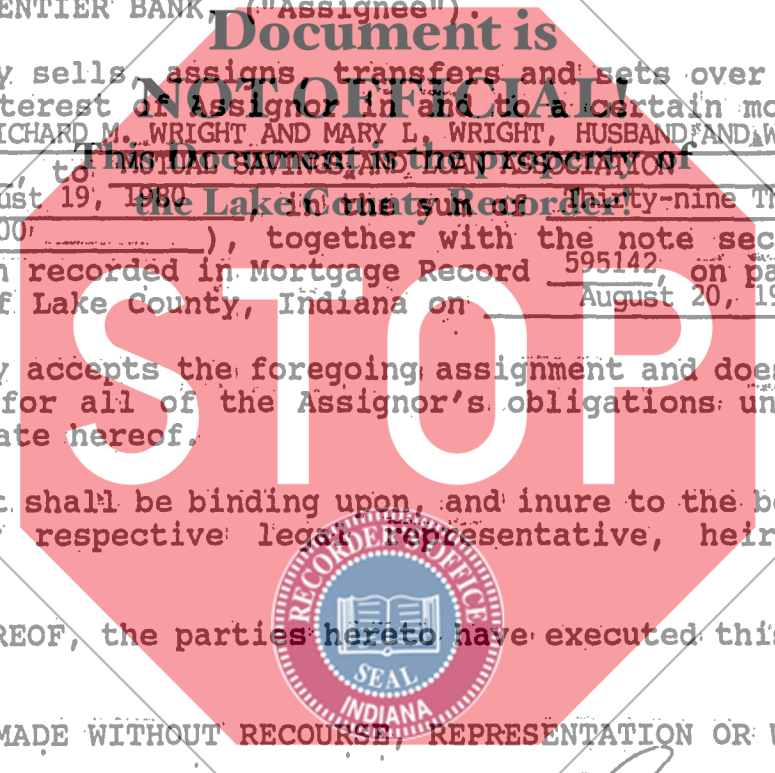 ENTIER BANK, ("Assignee").
Document is
y sells, assigns, transfers and sets over
NOT OFFICIAL!
terest of Assignor in and to a certain mo
ICHARD M. WRIGHT AND MARY L. WRIGHT, HUSBAND AND W
This Document is the property of
, to MUTUAL SAVINGS AND LOAN ASSOCIATION
the Lake County Recorder!
ust 19, 1980, in the sum of Thirty-nine Th
00 ), together with the note sec
n recorded in Mortgage Record 595142, on pa
f Lake County, Indiana on August 20, 19
STOP
y accepts the foregoing assignment and does
for all of the Assignor's obligations un
ate hereof.
t shall be binding upon, and inure to the be
respective legal representative, heir
RECORDER'S OFFICE
REOF, the parties hereto have executed this
SEAL
INDIANA
MADE WITHOUT RECOURSE, REPRESENTATION OR W